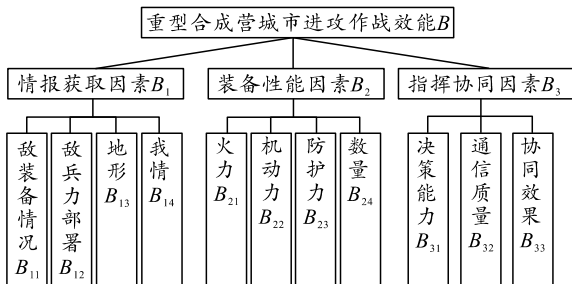 重型合成营城市进攻作战效能B
情报获取因素B₁
装备性能因素B₂
指挥协同因素B₃
敌装备情况B₁₁
敌兵力部署B₁₂
地形B₁₃
我情B₁₄
火力B₂₁
机动力B₂₂
防护力B₂₃
数量B₂₄
决策能力B₃₁
通信质量B₃₂
协同效果B₃₃